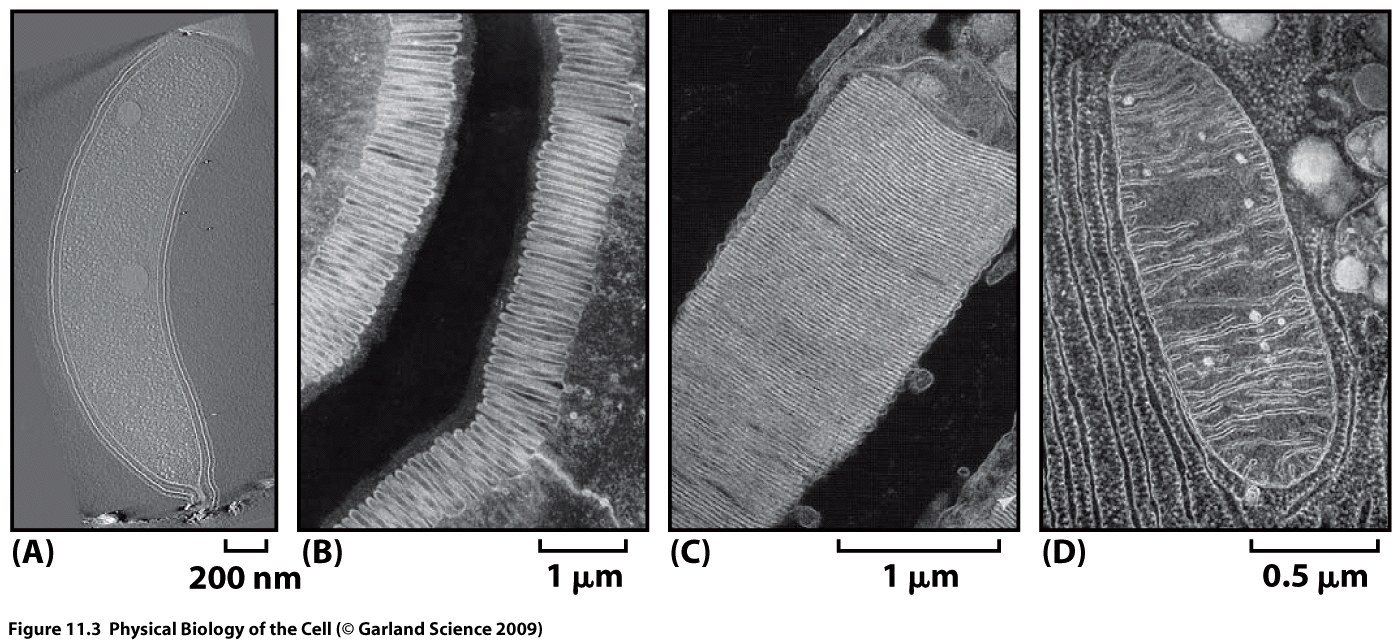 (A)
200 nm
(B)
1 μm
(C)
1 μm
(D)
0.5 μm
Figure 11.3 Physical Biology of the Cell (© Garland Science 2009)